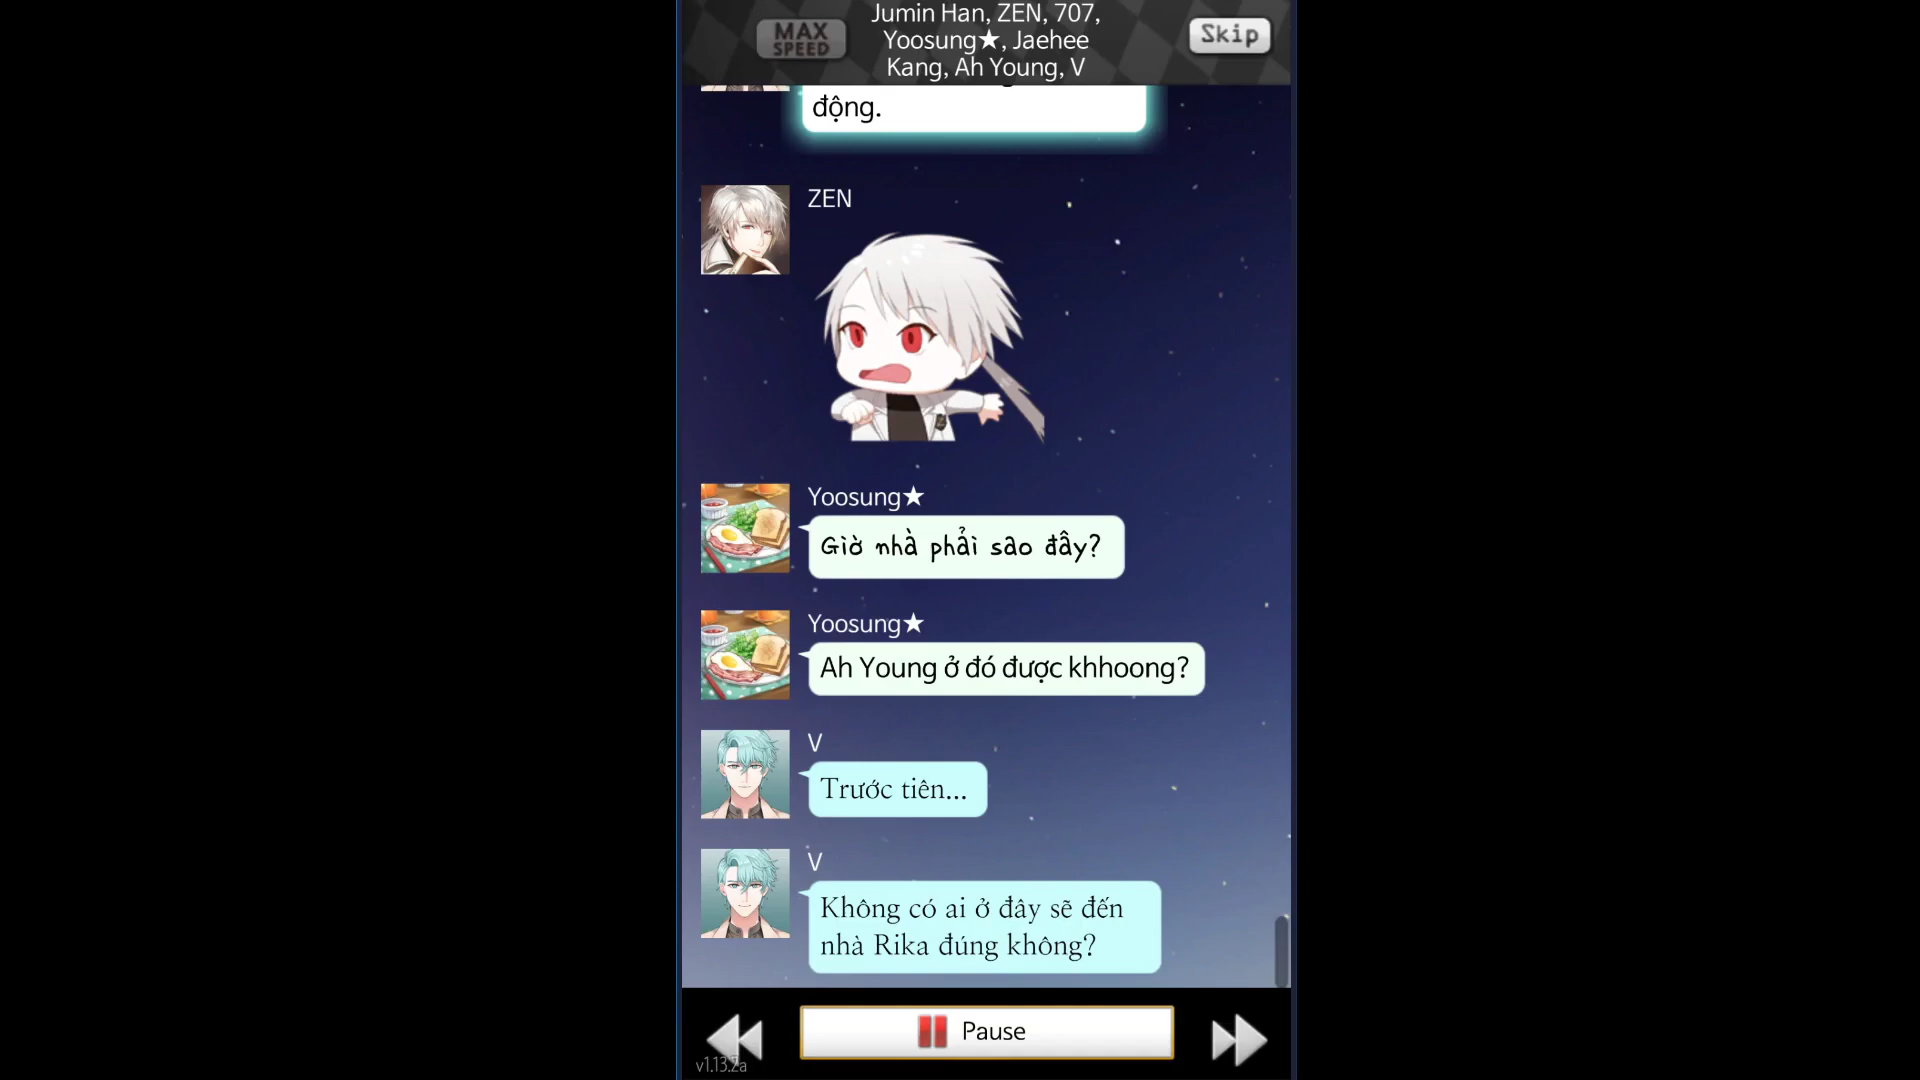 MAX
SPEED
Jumin Han, ZEN, 707,
Yoosung★, Jaehee
Kang, Ah Young, V
Skip
động.
ZEN
Yoosung★
Giờ nhà phải sao đây?
Yoosung★
Ah Young ở đó được khhoong?
V
Trước tiên...
V
Không có ai ở đây sẽ đến
nhà Rika đúng không?
Pause
v1.13.2a